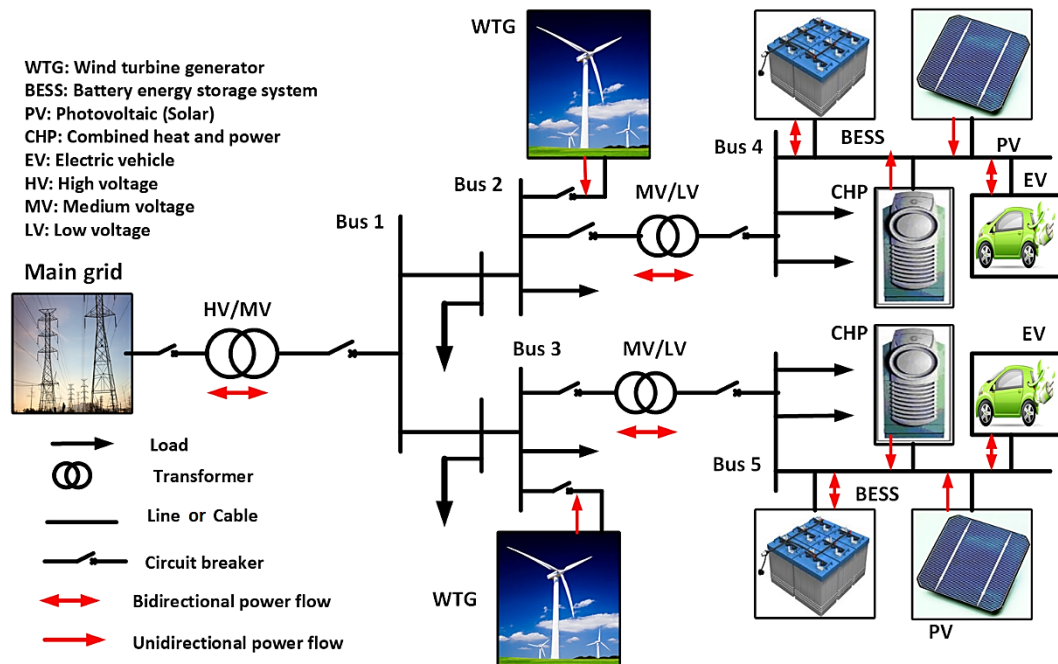 WTG: Wind turbine generator
BESS: Battery energy storage system
PV: Photovoltaic (Solar)
CHP: Combined heat and power
EV: Electric vehicle
HV: High voltage
MV: Medium voltage
LV: Low voltage
Main grid
HV/MV
Bus 1
Bus 2
WTG
MV/LV
Bus 4
BESS
PV
CHP
EV
Bus 3
MV/LV
CHP
EV
Bus 5
BESS
WTG
PV
Load
Transformer
Line or Cable
Circuit breaker
Bidirectional power flow
Unidirectional power flow